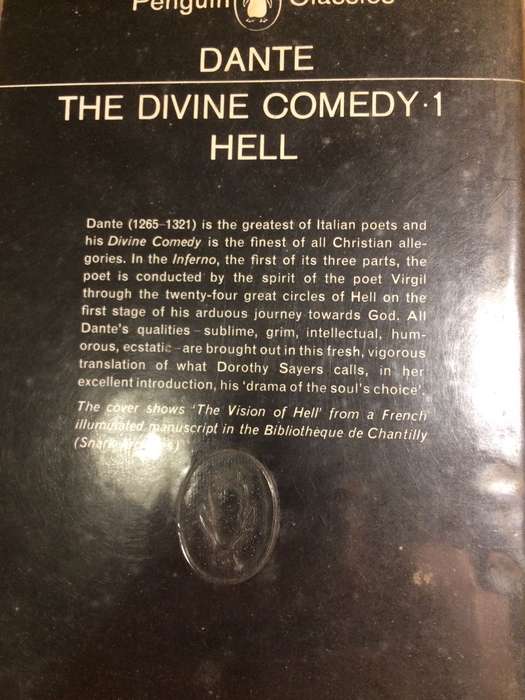 Penguin Classics
DANTE
THE DIVINE COMEDY·1
HELL
Dante (1265–1321) is the greatest of Italian poets and
his Divine Comedy is the finest of all Christian alle-
gories. In the Inferno, the first of its three parts, the
poet is conducted by the spirit of the poet Virgil
through the twenty-four great circles of Hell on the
first stage of his arduous journey towards God. All
Dante's qualities – sublime, grim, intellectual, hum-
orous, ecstatic – are brought out in this fresh, vigorous
translation of what Dorothy Sayers calls, in her
excellent introduction, his 'drama of the soul's choice'.
The cover shows 'The Vision of Hell' from a French
illuminated manuscript in the Bibliothèque de Chantilly